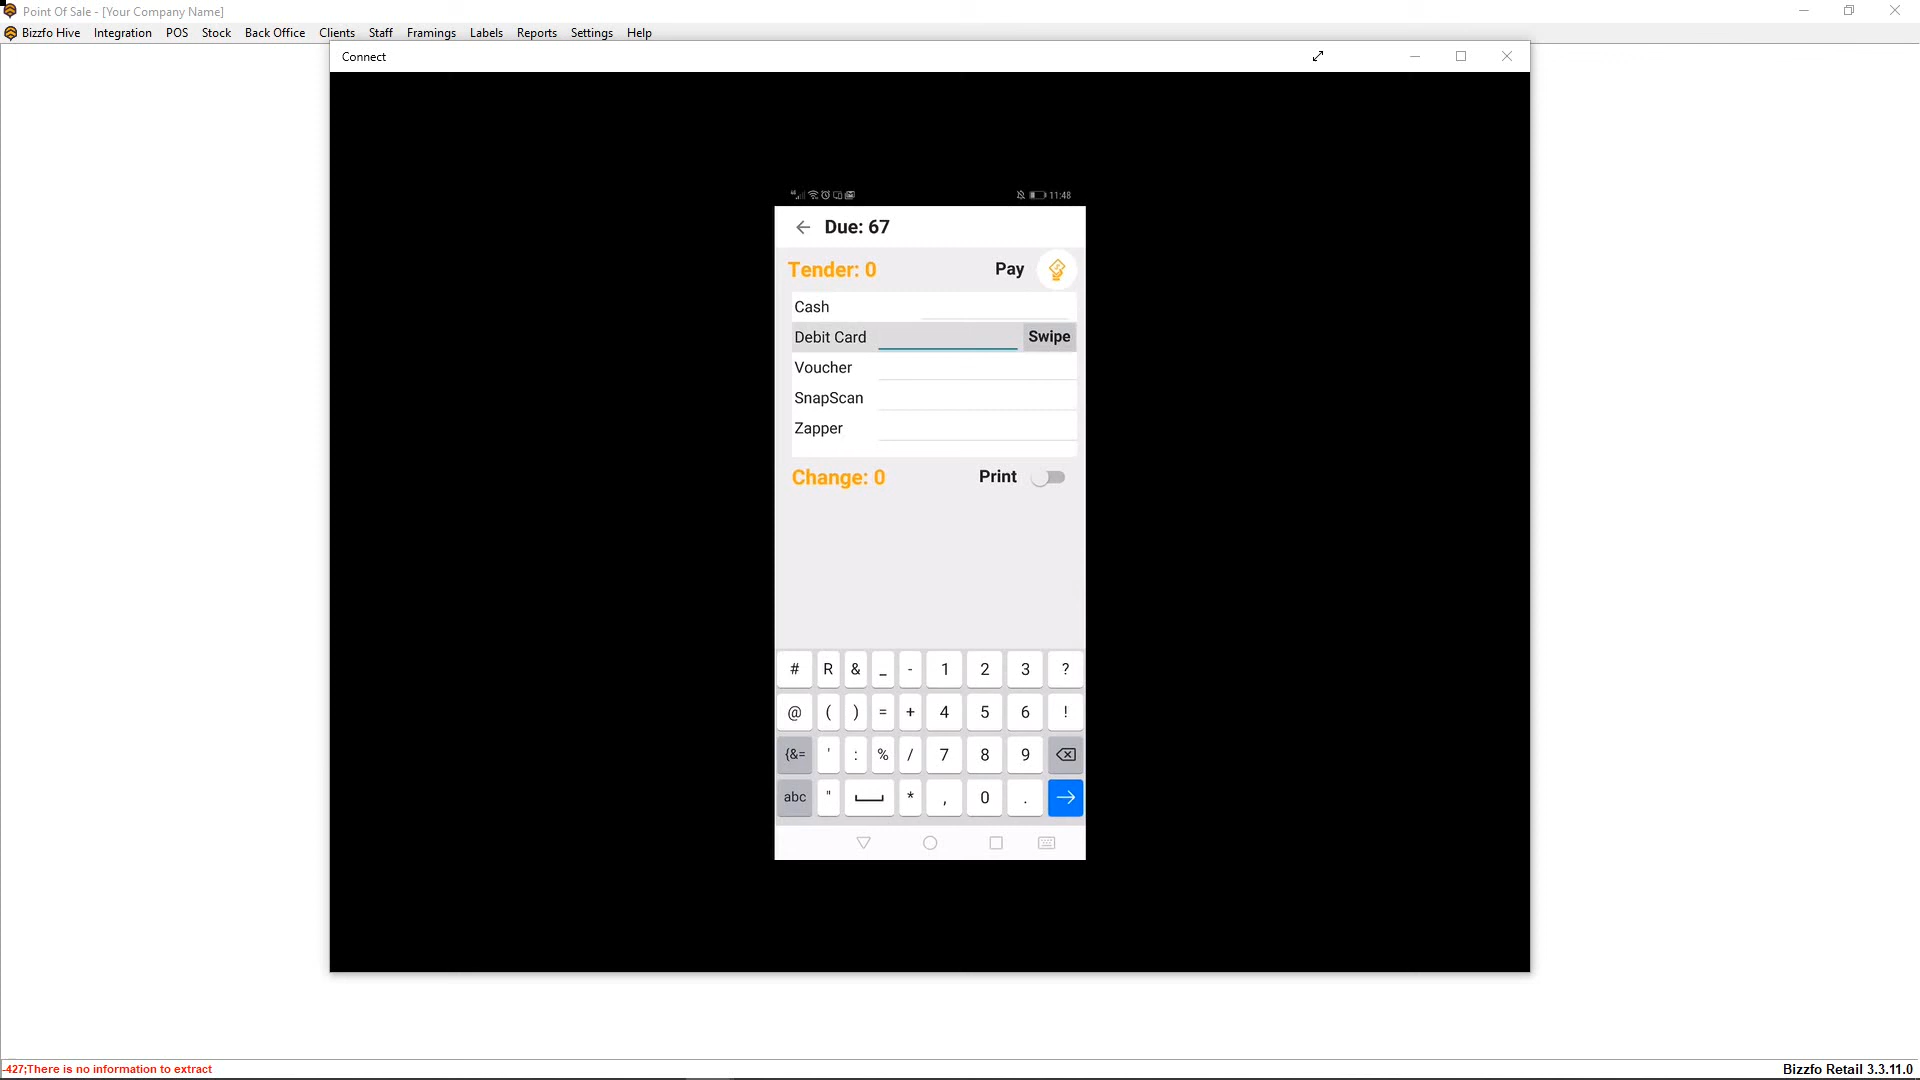 Point Of Sale - [Your Company Name]
Bizzfo Hive Integration POS Stock Back Office Clients Staff Framings Labels Reports Settings Help
Connect
11:48
Due: 67
Tender: 0 Pay
Cash
Debit Card Swipe
Voucher
SnapScan
Zapper
Change: 0 Print
# R & _ - 1 2 3 ?
@ ( ) = + 4 5 6 !
{&= ' : % / 7 8 9
abc " * , 0 .
-427;There is no information to extract
Bizzfo Retail 3.3.11.0